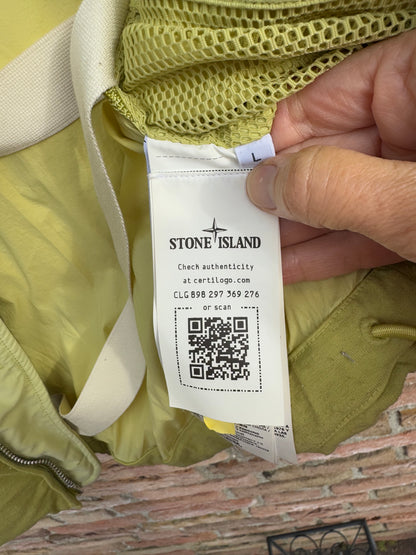 L
STONE ISLAND
Check authenticity
at certilogo.com
CLG 898 297 369 276
or scan